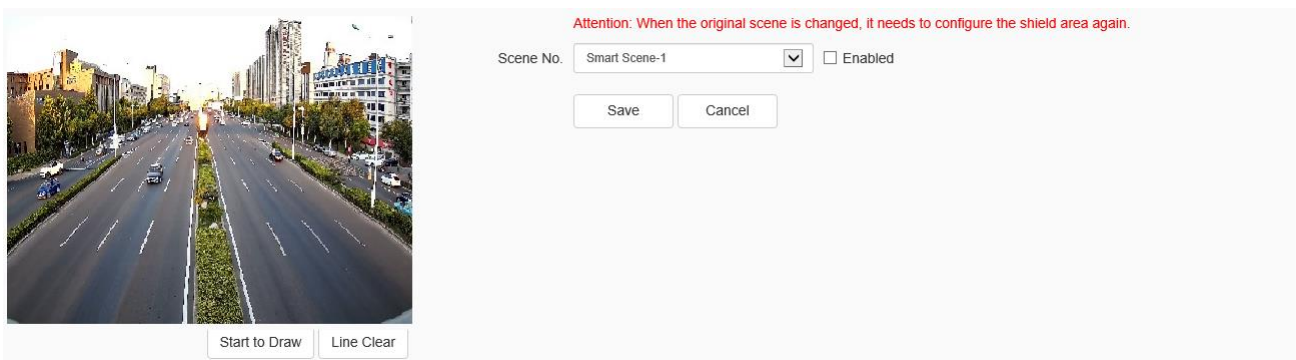 Attention: When the original scene is changed, it needs to configure the shield area again.
Scene No. Smart Scene-1 Enabled
Save Cancel
Start to Draw Line Clear